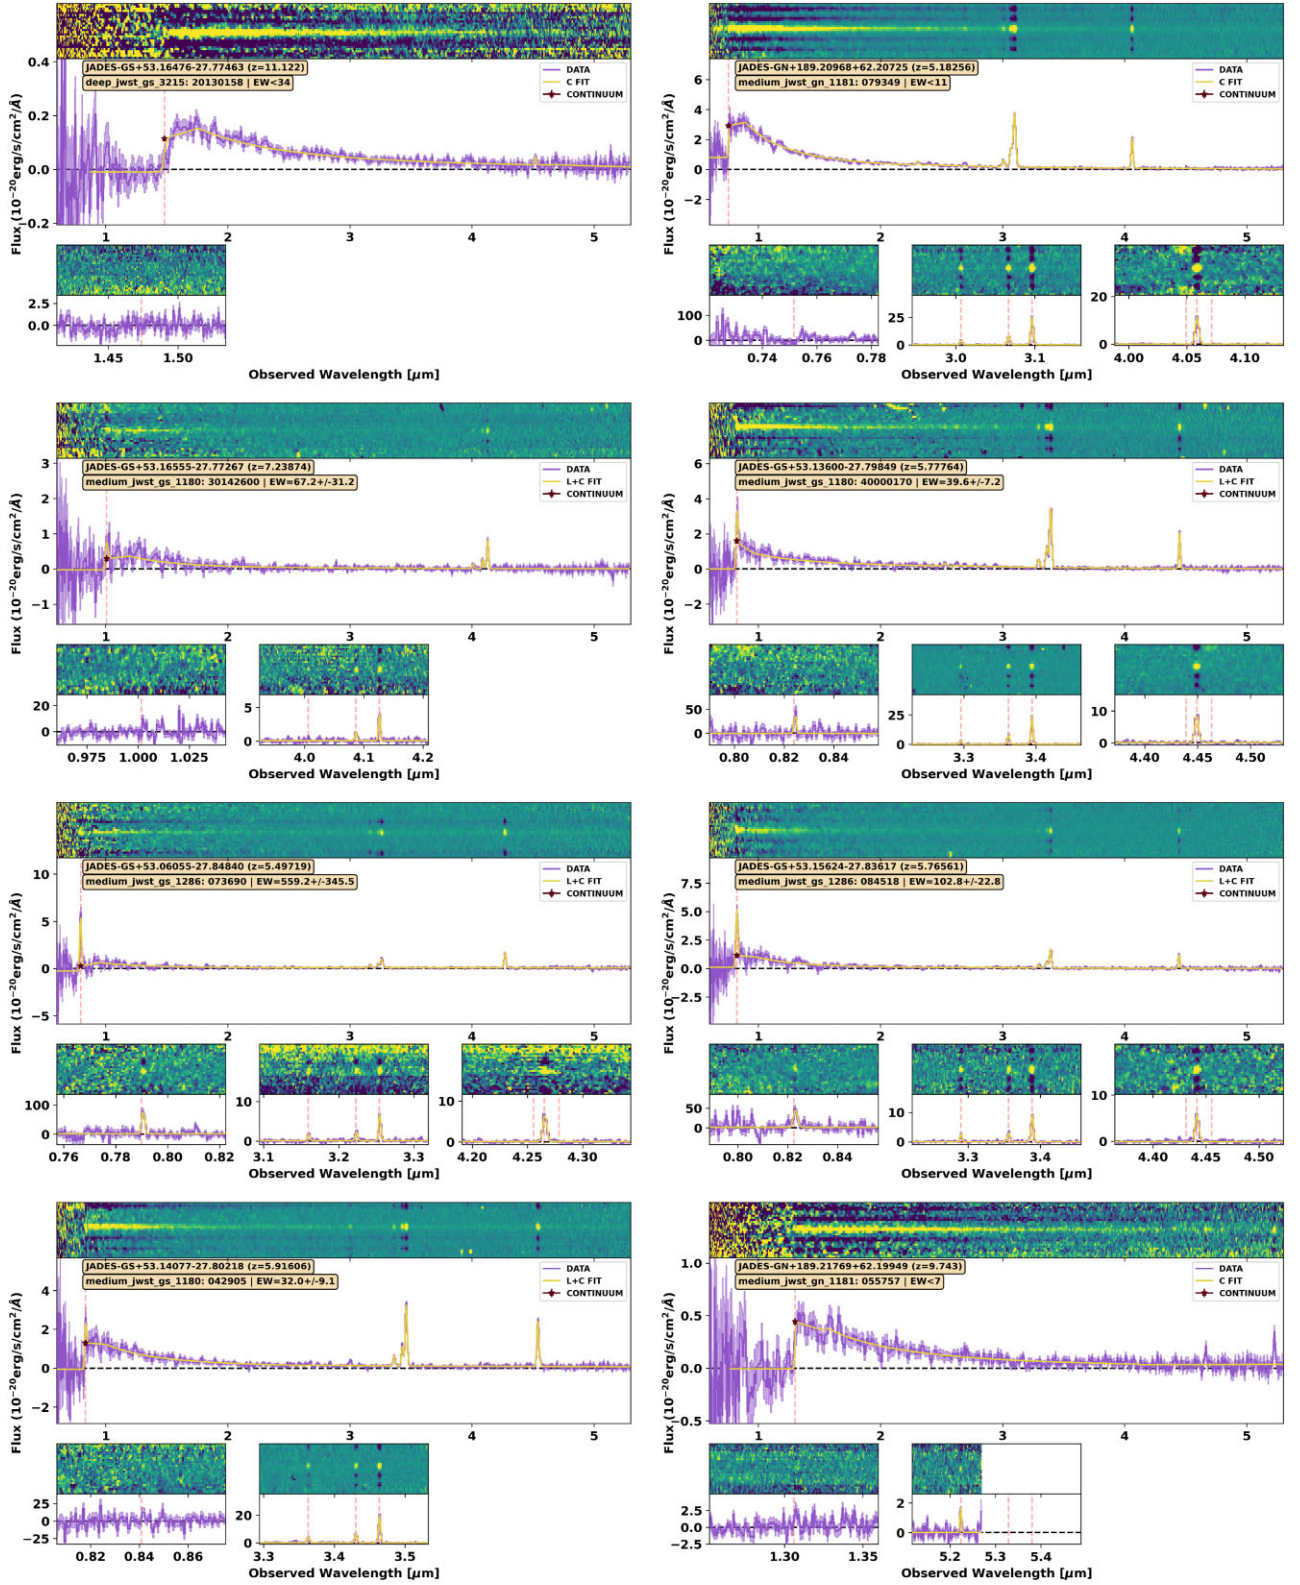 JADES-GS+53.16476-27.77463 (z=11.122)
deep_jwst_gs_3215: 20130158 | EW<34
DATA
C FIT
CONTINUUM
Flux (10⁻²⁰erg/s/cm²/Å)
0.4
0.2
0.0
−0.2
1 2 3 4 5
2.5
0.0
1.45 1.50
Observed Wavelength [μm]
JADES-GN+189.20968+62.20725 (z=5.18256)
medium_jwst_gn_1181: 079349 | EW<11
DATA
C FIT
CONTINUUM
Flux (10⁻²⁰erg/s/cm²/Å)
6
4
2
0
−2
1 2 3 4 5
100
0
0.74 0.76 0.78
25
0
3.0 3.1
20
0
4.00 4.05 4.10
Observed Wavelength [μm]
JADES-GS+53.16555-27.77267 (z=7.23874)
medium_jwst_gs_1180: 30142600 | EW=67.2+/-31.2
DATA
L+C FIT
CONTINUUM
Flux (10⁻²⁰erg/s/cm²/Å)
3
2
1
0
−1
1 2 3 4 5
20
0
0.975 1.000 1.025
5
0
4.0 4.1 4.2
Observed Wavelength [μm]
JADES-GS+53.13600-27.79849 (z=5.77764)
medium_jwst_gs_1180: 40000170 | EW=39.6+/-7.2
DATA
L+C FIT
CONTINUUM
Flux (10⁻²⁰erg/s/cm²/Å)
6
4
2
0
−2
1 2 3 4 5
50
0
0.80 0.82 0.84
25
0
3.3 3.4
10
0
4.40 4.45 4.50
Observed Wavelength [μm]
JADES-GS+53.06055-27.84840 (z=5.49719)
medium_jwst_gs_1286: 073690 | EW=559.2+/-345.5
DATA
L+C FIT
CONTINUUM
Flux (10⁻²⁰erg/s/cm²/Å)
10
5
0
−5
1 2 3 4 5
100
0
0.76 0.78 0.80 0.82
10
0
3.1 3.2 3.3
10
0
4.20 4.25 4.30
Observed Wavelength [μm]
JADES-GS+53.15624-27.83617 (z=5.76561)
medium_jwst_gs_1286: 084518 | EW=102.8+/-22.8
DATA
L+C FIT
CONTINUUM
Flux (10⁻²⁰erg/s/cm²/Å)
7.5
5.0
2.5
0.0
−2.5
1 2 3 4 5
50
0
0.80 0.82 0.84
10
0
3.3 3.4
10
0
4.40 4.45 4.50
Observed Wavelength [μm]
JADES-GS+53.14077-27.80218 (z=5.91606)
medium_jwst_gs_1180: 042905 | EW=32.0+/-9.1
DATA
L+C FIT
CONTINUUM
Flux (10⁻²⁰erg/s/cm²/Å)
4
2
0
−2
1 2 3 4 5
25
0
−25
0.82 0.84 0.86
20
0
3.3 3.4 3.5
Observed Wavelength [μm]
JADES-GN+189.21769+62.19949 (z=9.743)
medium_jwst_gn_1181: 055757 | EW<7
DATA
C FIT
CONTINUUM
Flux (10⁻²⁰erg/s/cm²/Å)
1.0
0.5
0.0
−0.5
1 2 3 4 5
2.5
0.0
−2.5
1.30 1.35
2
0
5.2 5.3 5.4
Observed Wavelength [μm]